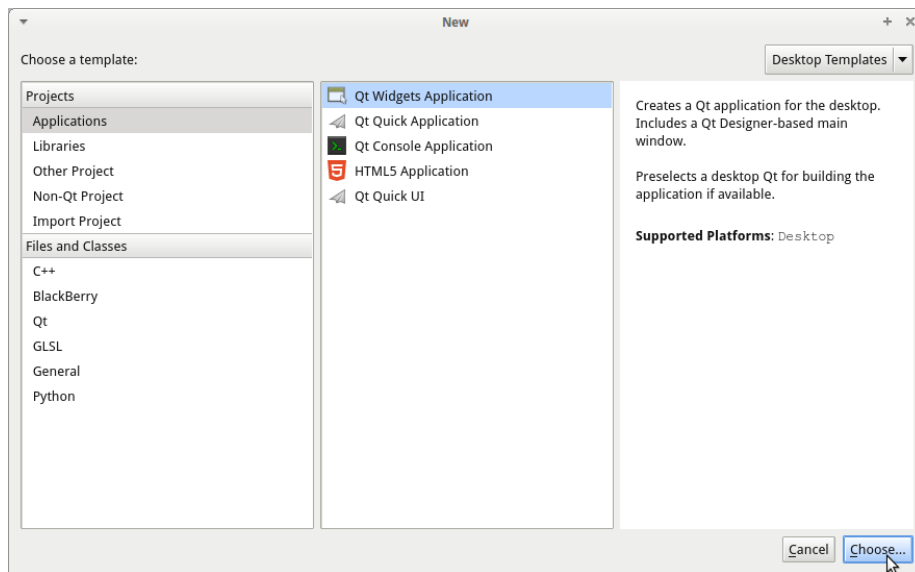 New
Choose a template:
Desktop Templates
Projects
Applications
Libraries
Other Project
Non-Qt Project
Import Project
Files and Classes
C++
BlackBerry
Qt
GLSL
General
Python
Qt Widgets Application
Qt Quick Application
Qt Console Application
HTML5 Application
Qt Quick UI
Creates a Qt application for the desktop.
Includes a Qt Designer-based main
window.
Preselects a desktop Qt for building the
application if available.
Supported Platforms: Desktop
Cancel
Choose...